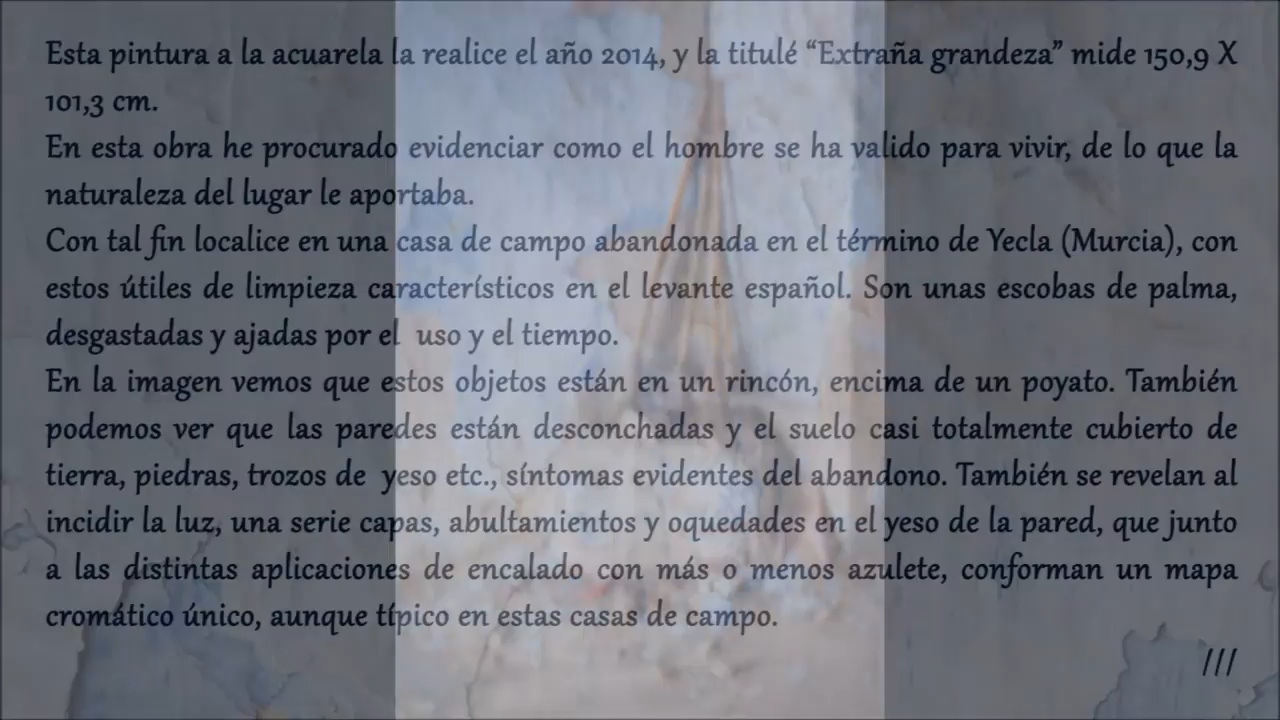 Esta pintura a la acuarela la realice el año 2014, y la titulé “Extraña grandeza” mide 150,9 X
101,3 cm.
En esta obra he procurado evidenciar como el hombre se ha valido para vivir, de lo que la
naturaleza del lugar le aportaba.
Con tal fin localice en una casa de campo abandonada en el término de Yecla (Murcia), con
estos útiles de limpieza característicos en el levante español. Son unas escobas de palma,
desgastadas y ajadas por el uso y el tiempo.
En la imagen vemos que estos objetos están en un rincón, encima de un poyato. También
podemos ver que las paredes están desconchadas y el suelo casi totalmente cubierto de
tierra, piedras, trozos de yeso etc., síntomas evidentes del abandono. También se revelan al
incidir la luz, una serie capas, abultamientos y oquedades en el yeso de la pared, que junto
a las distintas aplicaciones de encalado con más o menos azulete, conforman un mapa
cromático único, aunque típico en estas casas de campo.
///